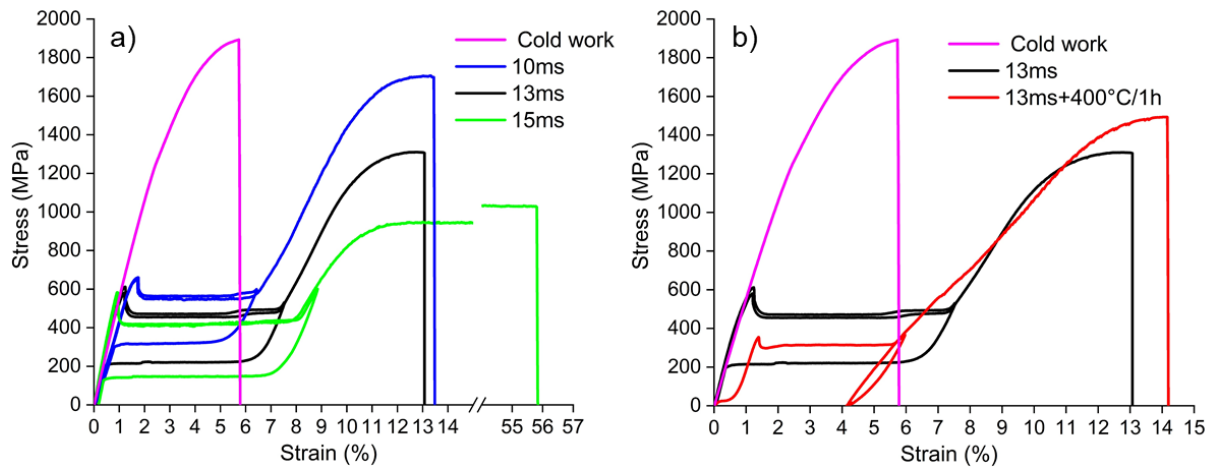 a)
Cold work
10ms
13ms
15ms
Stress (MPa)
2000
1800
1600
1400
1200
1000
800
600
400
200
0
0 1 2 3 4 5 6 7 8 9 10 11 12 13 14 55 56 57
Strain (%)
b)
Cold work
13ms
13ms+400°C/1h
Stress (MPa)
2000
1800
1600
1400
1200
1000
800
600
400
200
0
0 1 2 3 4 5 6 7 8 9 10 11 12 13 14 15
Strain (%)